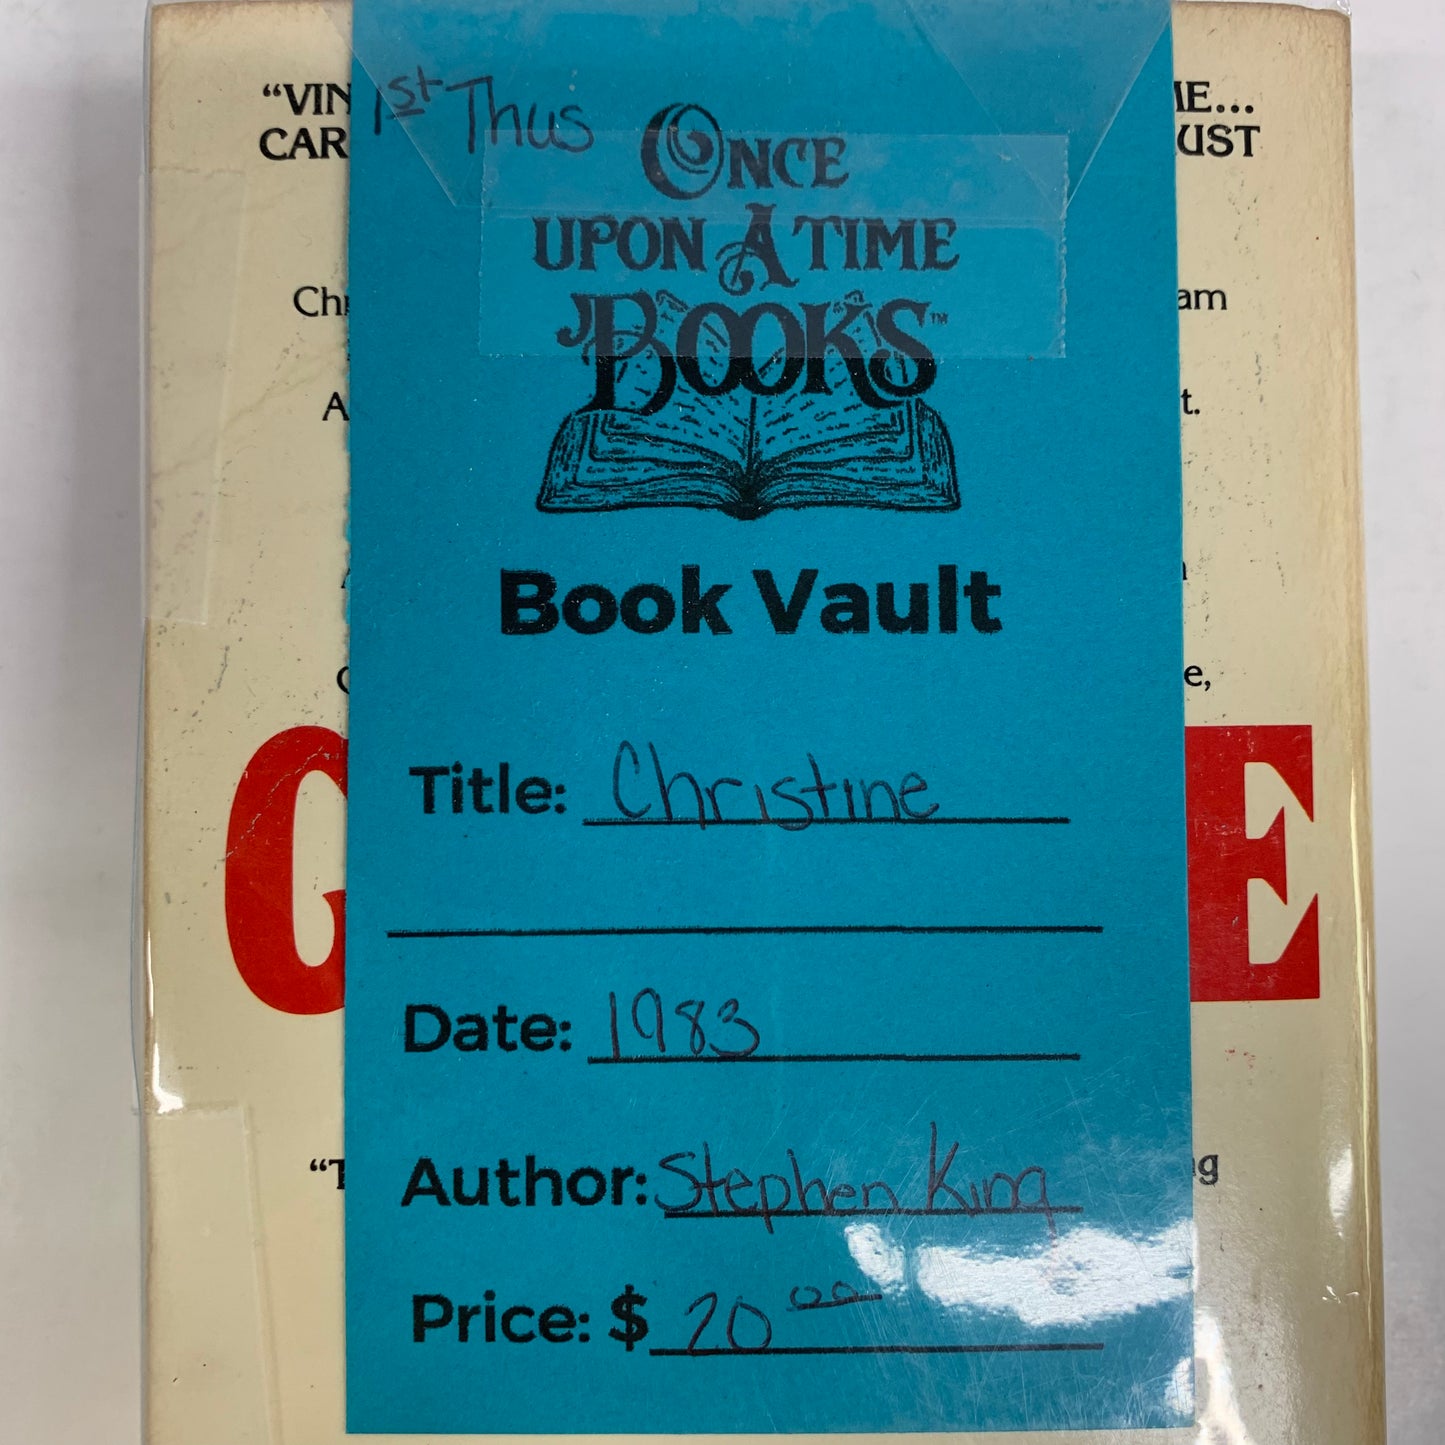 "VIN 1st Thus ME...
CAR ONCE UST
UPON A TIME
Chr BOOKS™ am
A t.
Book Vault
e,
Title: Christine
G E
Date: 1983
"T Author: Stephen King g
Price: $ 20 00